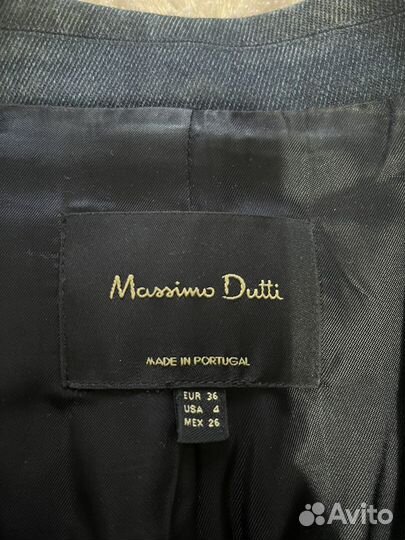 Massimo Dutti
MADE IN PORTUGAL
EUR 36
USA 4
MEX 26
Avito